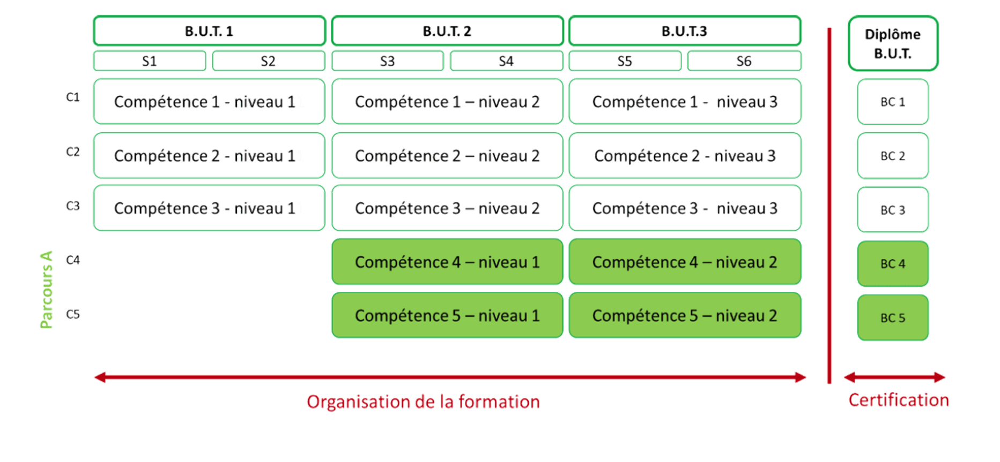 B.U.T. 1
B.U.T. 2
B.U.T.3
Diplôme
B.U.T.
S1
S2
S3
S4
S5
S6
C1
Compétence 1 - niveau 1
Compétence 1 – niveau 2
Compétence 1 -  niveau 3
BC 1
C2
Compétence 2 - niveau 1
Compétence 2 – niveau 2
Compétence 2 - niveau 3
BC 2
C3
Compétence 3 - niveau 1
Compétence 3 – niveau 2
Compétence 3 -  niveau 3
BC 3
Parcours A
C4
Compétence 4 – niveau 1
Compétence 4 – niveau 2
BC 4
C5
Compétence 5 – niveau 1
Compétence 5 – niveau 2
BC 5
Organisation de la formation
Certification